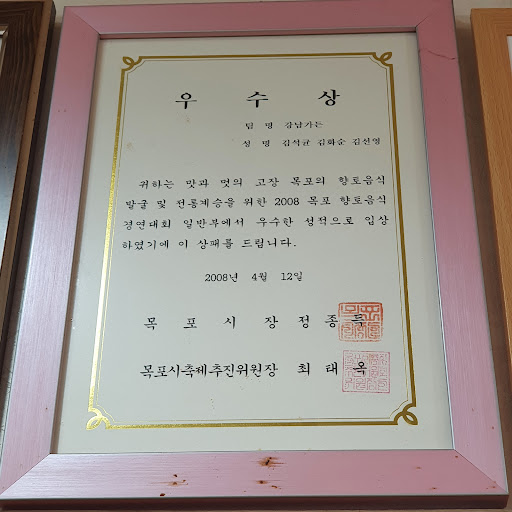 우수상
팀 명 강남가든
성 명 김석균 김화순 김선영
귀하는 맛과 멋의 고장 목포의 향토음식
발굴 및 전통계승을 위한 2008 목포 향토음식
경연대회 일반부에서 우수한 성적으로 입상
하였기에 이 상패를 드립니다.
2008년 4월 12일
목 포 시 장 정 종 득
목포시축제추진위원장 최 태 옥